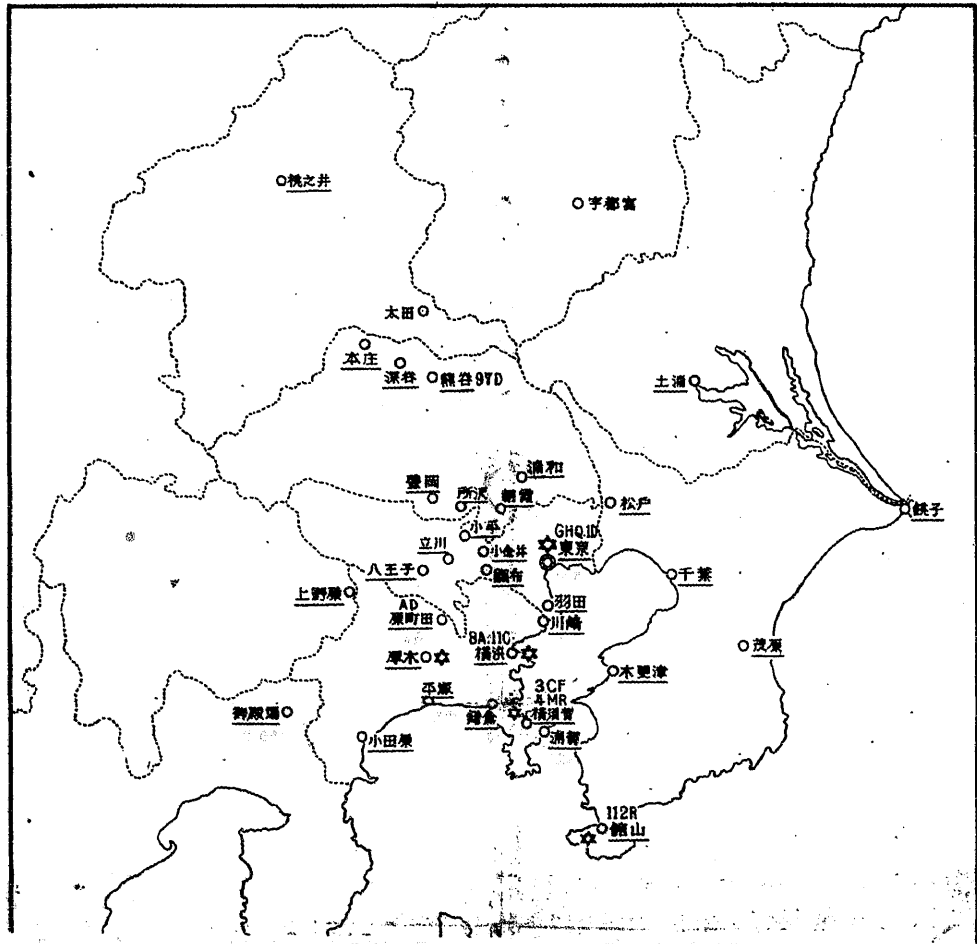 桃之井
宇都宮
太田
本庄
深谷
熊谷 9YD
土浦
浦和
豊岡
所沢
朝霞
松戸
銚子
小平
GHQ.1D
東京
立川
小金井
八王子
調布
千葉
上野原
羽田
AD
原町田
川崎
8A.11C
横浜
茂原
厚木
木更津
3CF
4MR
横須賀
平塚
鎌倉
御殿場
浦賀
小田原
112R
館山